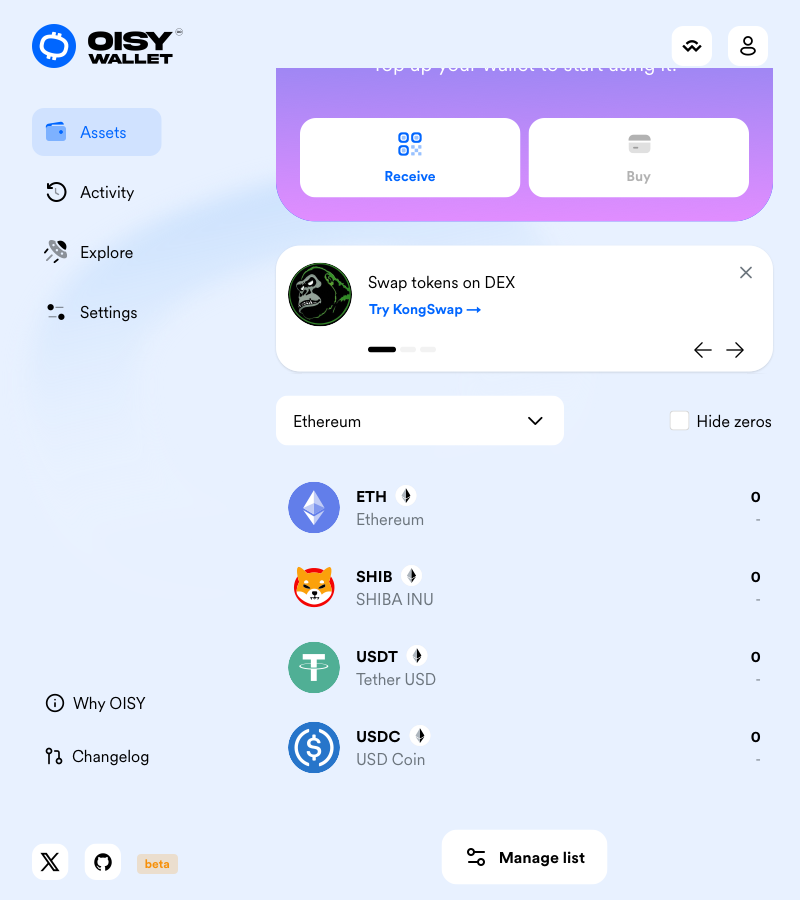 OISY
WALLET
Top up your wallet to start using it!
Assets
Activity
Explore
Settings
Receive
Buy
Swap tokens on DEX
Try KongSwap →
Ethereum
Hide zeros
ETH
0
Ethereum
-
SHIB
0
SHIBA INU
-
USDT
0
Tether USD
-
USDC
0
USD Coin
-
Why OISY
Changelog
beta
Manage list